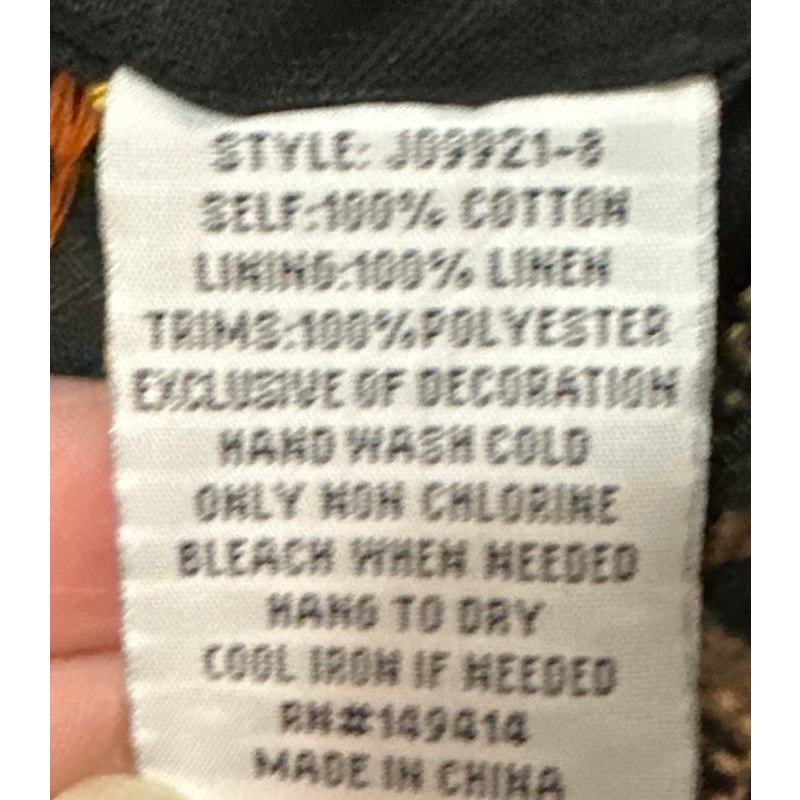 STYLE: J09921-8
SELF:100% COTTON
LINING:100% LINEN
TRIMS:100%POLYESTER
EXCLUSIVE OF DECORATION
HAND WASH COLD
ONLY NON CHLORINE
BLEACH WHEN NEEDED
HANG TO DRY
COOL IRON IF NEEDED
RN#149414
MADE IN CHINA